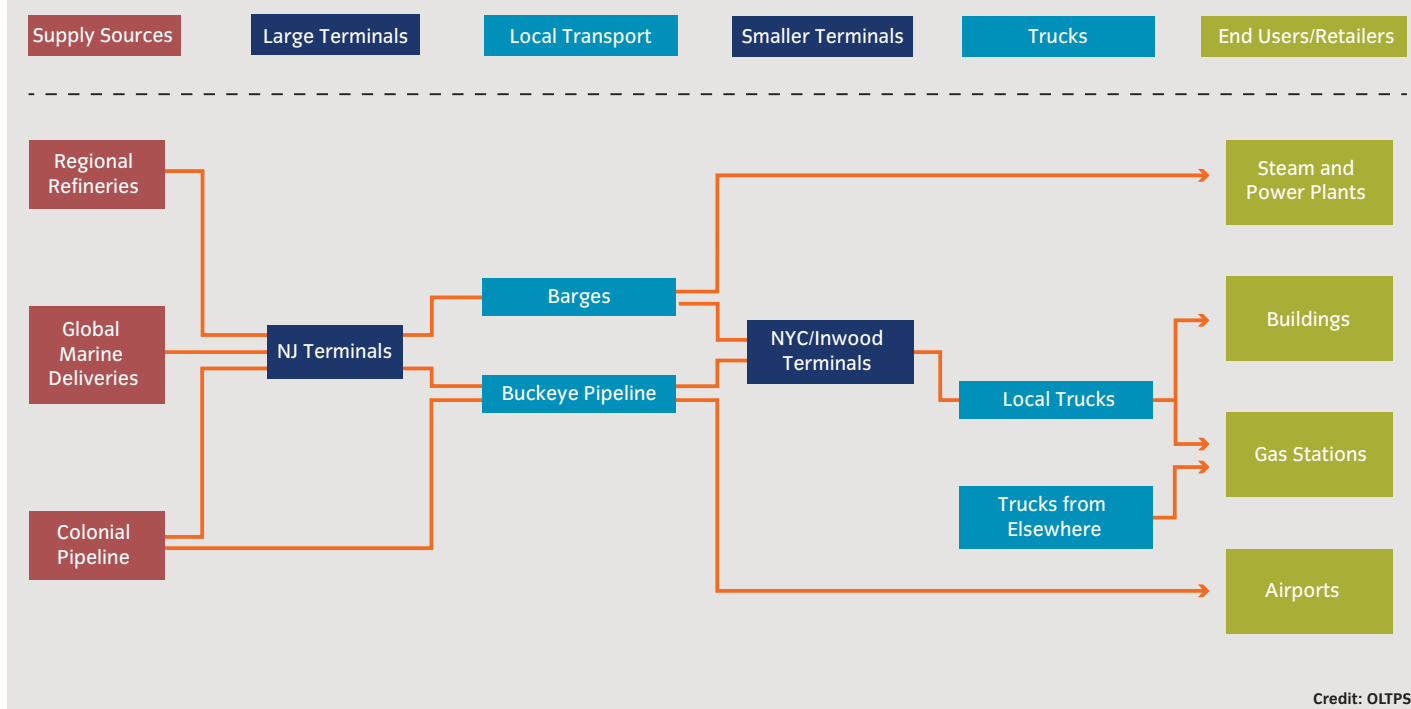 Supply Sources
Large Terminals
Local Transport
Smaller Terminals
Trucks
End Users/Retailers
Regional
Refineries
Steam and
Power Plants
Barges
Buildings
Global
Marine
Deliveries
NJ Terminals
NYC/Inwood
Terminals
Buckeye Pipeline
Local Trucks
Gas Stations
Trucks from
Elsewhere
Colonial
Pipeline
Airports
Credit: OLTPS